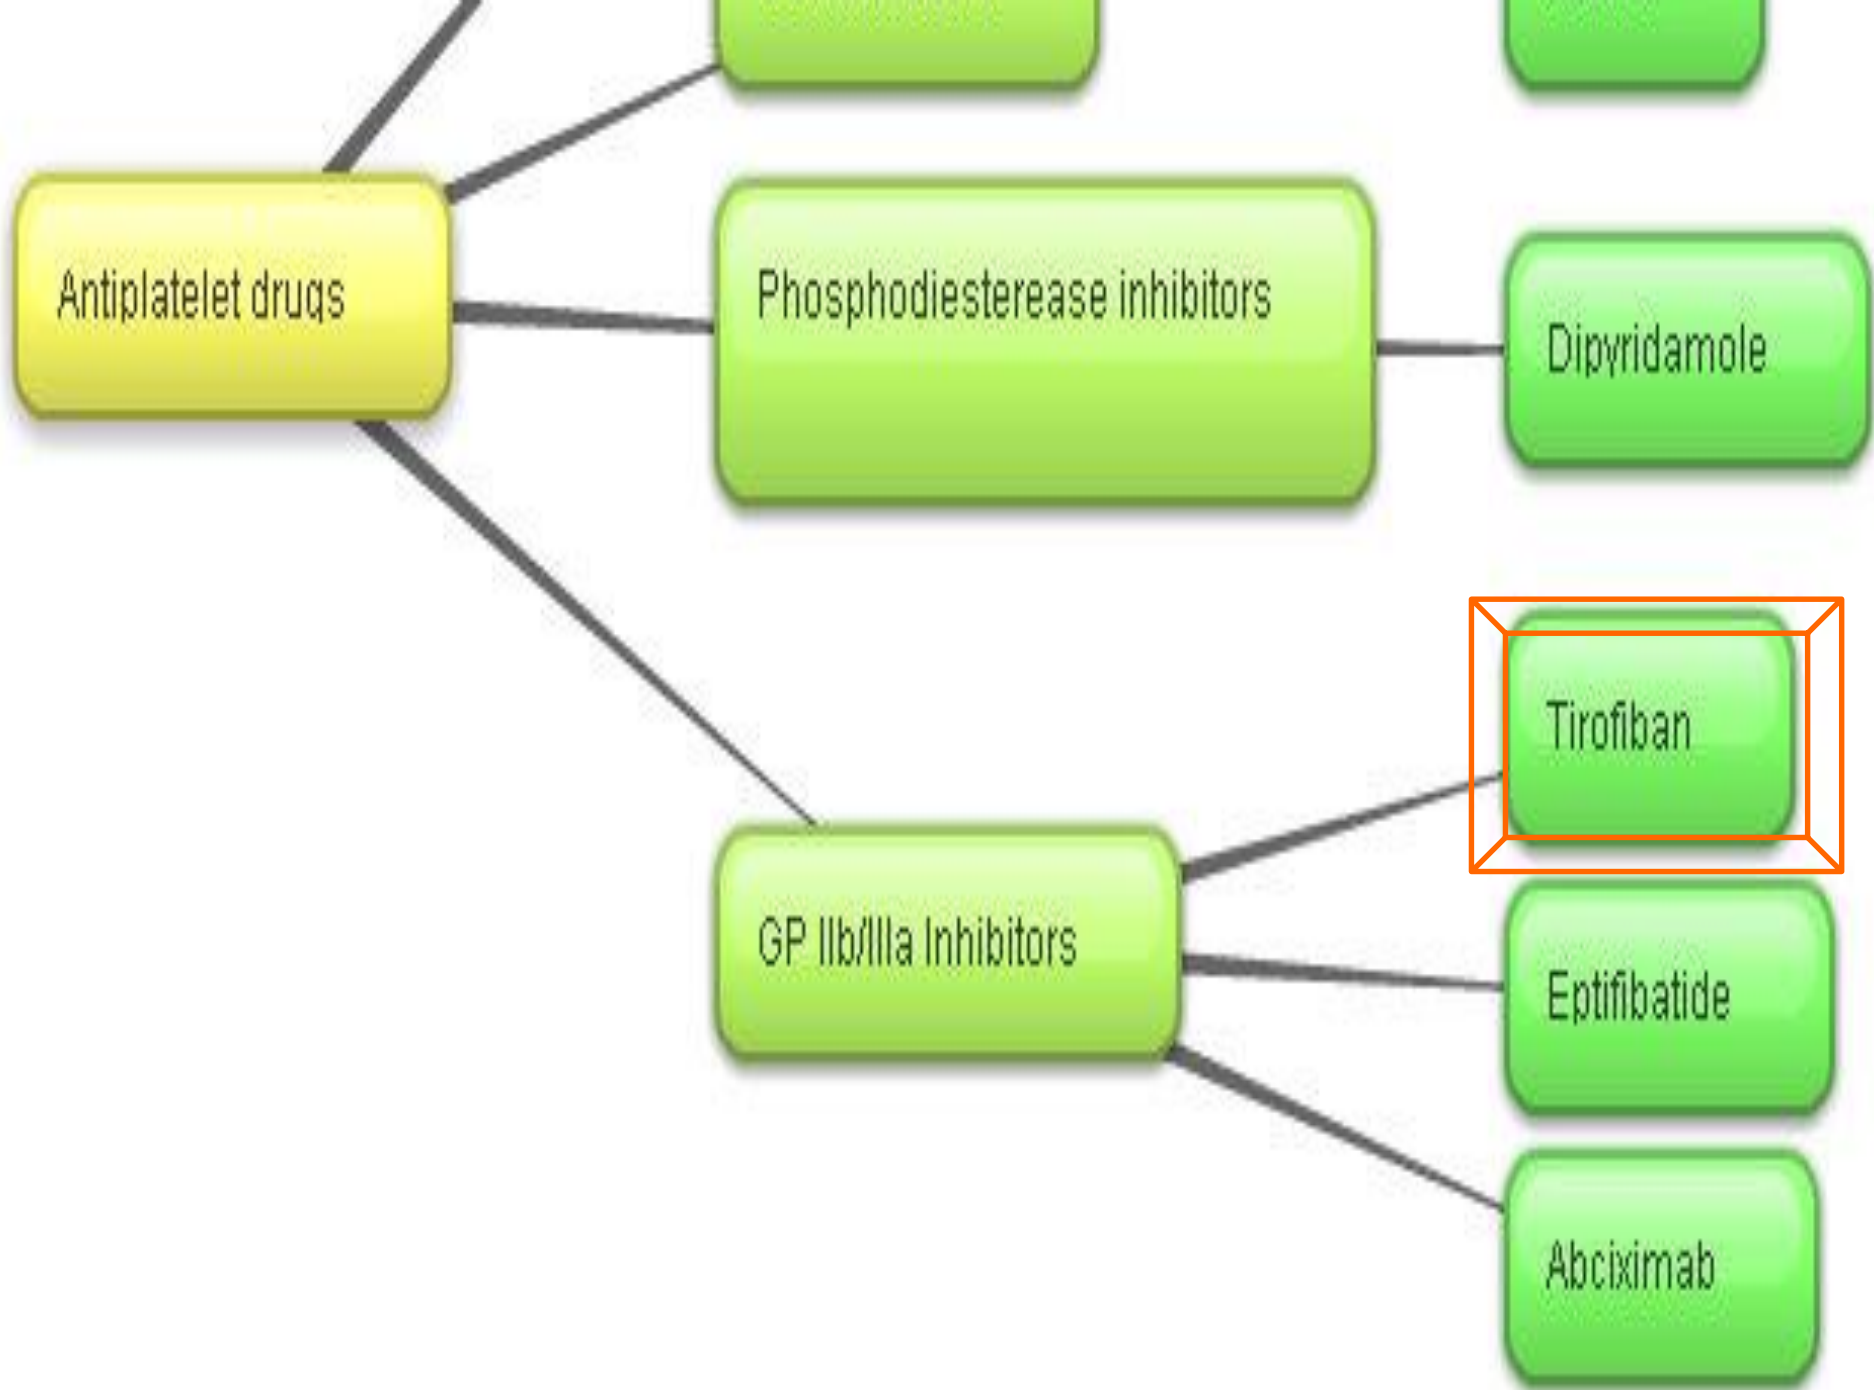 Antiplatelet drugs
Phosphodiesterease inhibitors
Dipyridamole
Tirofiban
GP IIb/IIIa Inhibitors
Eptifibatide
Abciximab